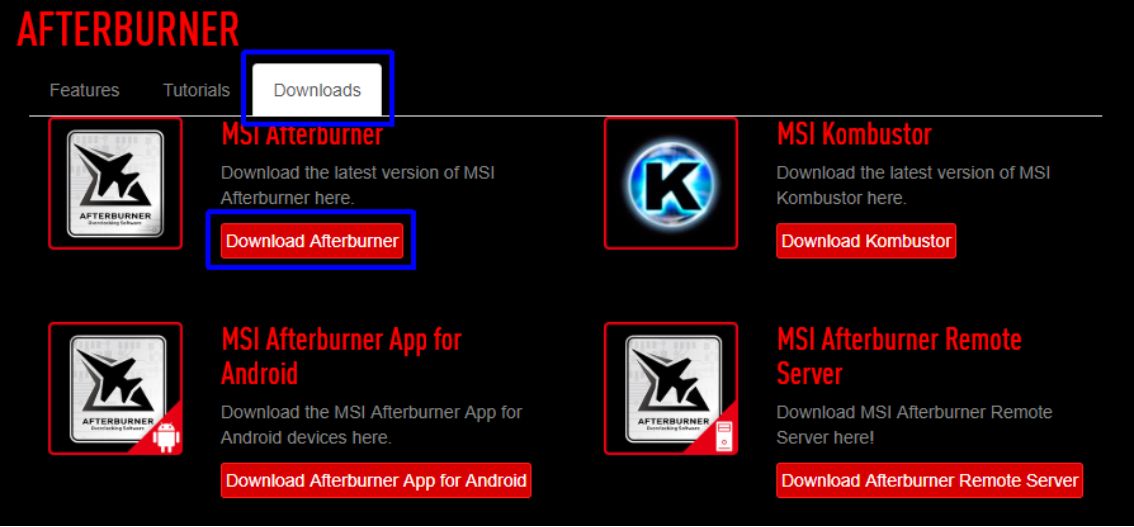 AFTERBURNER
Features Tutorials Downloads
MSI Afterburner
Download the latest version of MSI
Afterburner here.
Download Afterburner
AFTERBURNER
Overclocking Software
MSI Kombustor
Download the latest version of MSI
Kombustor here.
Download Kombustor
K
MSI Afterburner App for
Android
Download the MSI Afterburner App for
Android devices here.
Download Afterburner App for Android
AFTERBURNER
Overclocking Software
MSI Afterburner Remote
Server
Download MSI Afterburner Remote
Server here!
Download Afterburner Remote Server
AFTERBURNER
Overclocking Software